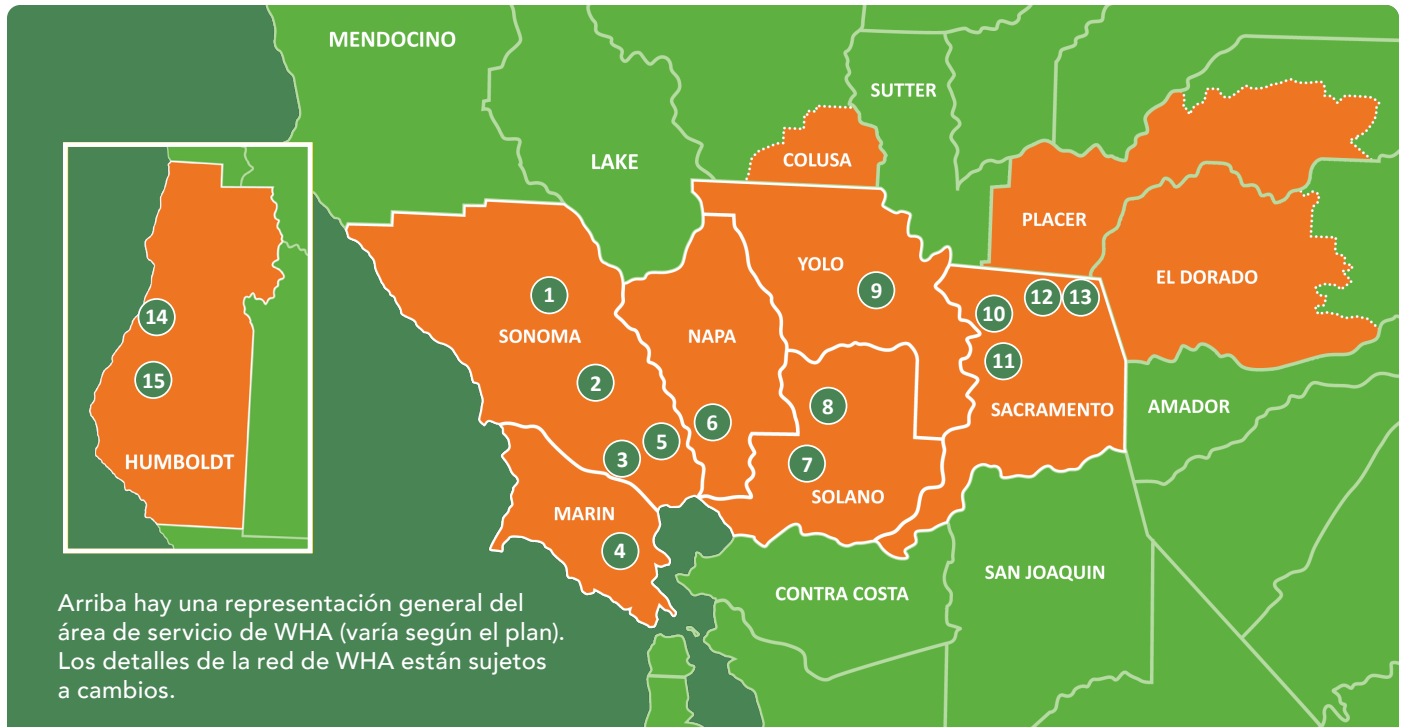 MENDOCINO
SUTTER
LAKE
COLUSA
PLACER
YOLO
EL DORADO
1
9
12
13
10
14
SONOMA
NAPA
11
15
2
8
SACRAMENTO
AMADOR
6
5
3
7
HUMBOLDT
SOLANO
MARIN
4
SAN JOAQUIN
CONTRA COSTA
Arriba hay una representación general del
área de servicio de WHA (varía según el plan).
Los detalles de la red de WHA están sujetos
a cambios.